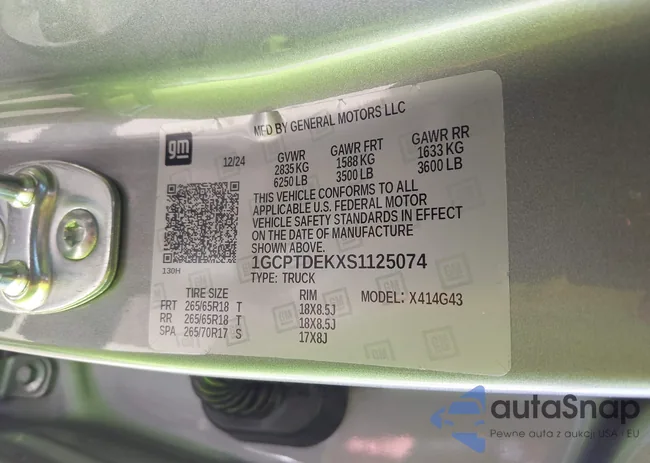 MFD BY GENERAL MOTORS LLC
gm
12/24
GVWR GAWR FRT GAWR RR
2835 KG 1588 KG 1633 KG
6250 LB 3500 LB 3600 LB
THIS VEHICLE CONFORMS TO ALL
APPLICABLE U.S. FEDERAL MOTOR
VEHICLE SAFETY STANDARDS IN EFFECT
ON THE DATE OF MANUFACTURE
SHOWN ABOVE.
130H
1GCPTDEKXS1125074
TYPE: TRUCK
MODEL: X414G43
TIRE SIZE RIM
FRT 265/65R18 T 18X8.5J
RR 265/65R18 T 18X8.5J
SPA 265/70R17 S 17X8J
autaSnap
Pewne auta z aukcji USA i EU